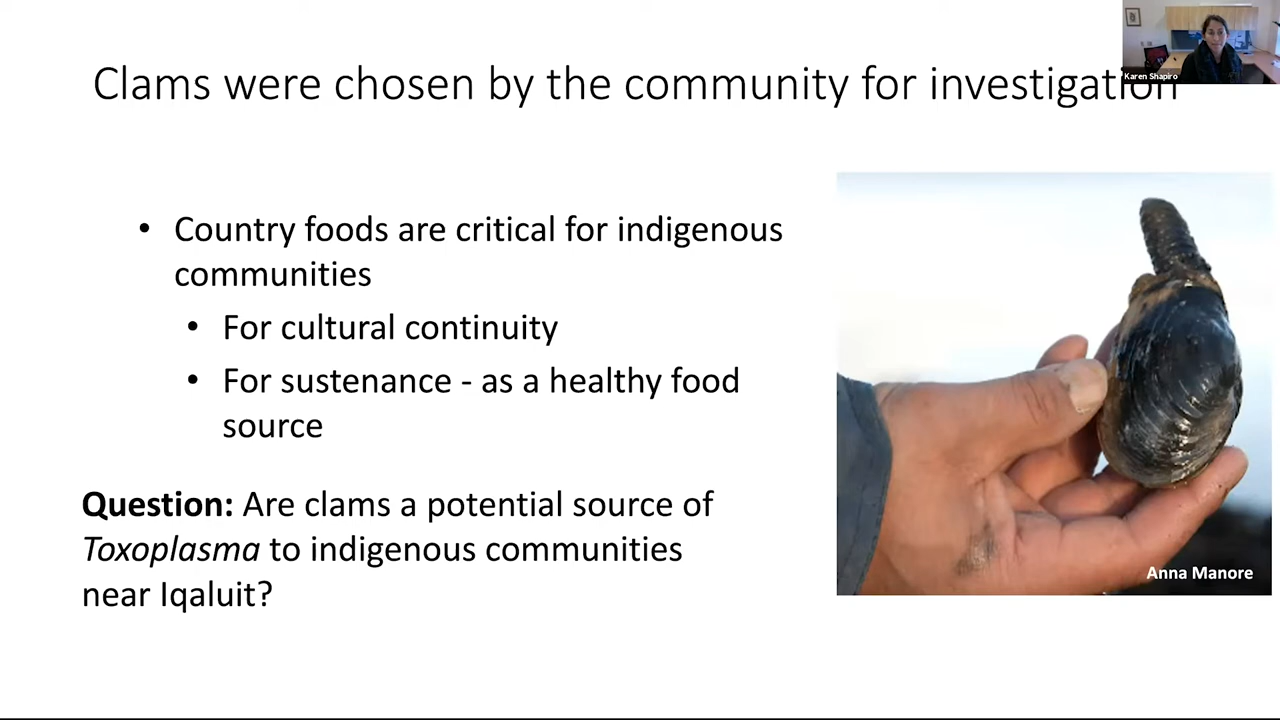 Karen Shapiro
Clams were chosen by the community for investigation
• Country foods are critical for indigenous
communities
• For cultural continuity
• For sustenance - as a healthy food
source
Question: Are clams a potential source of
Toxoplasma to indigenous communities
near Iqaluit?
Anna Manore